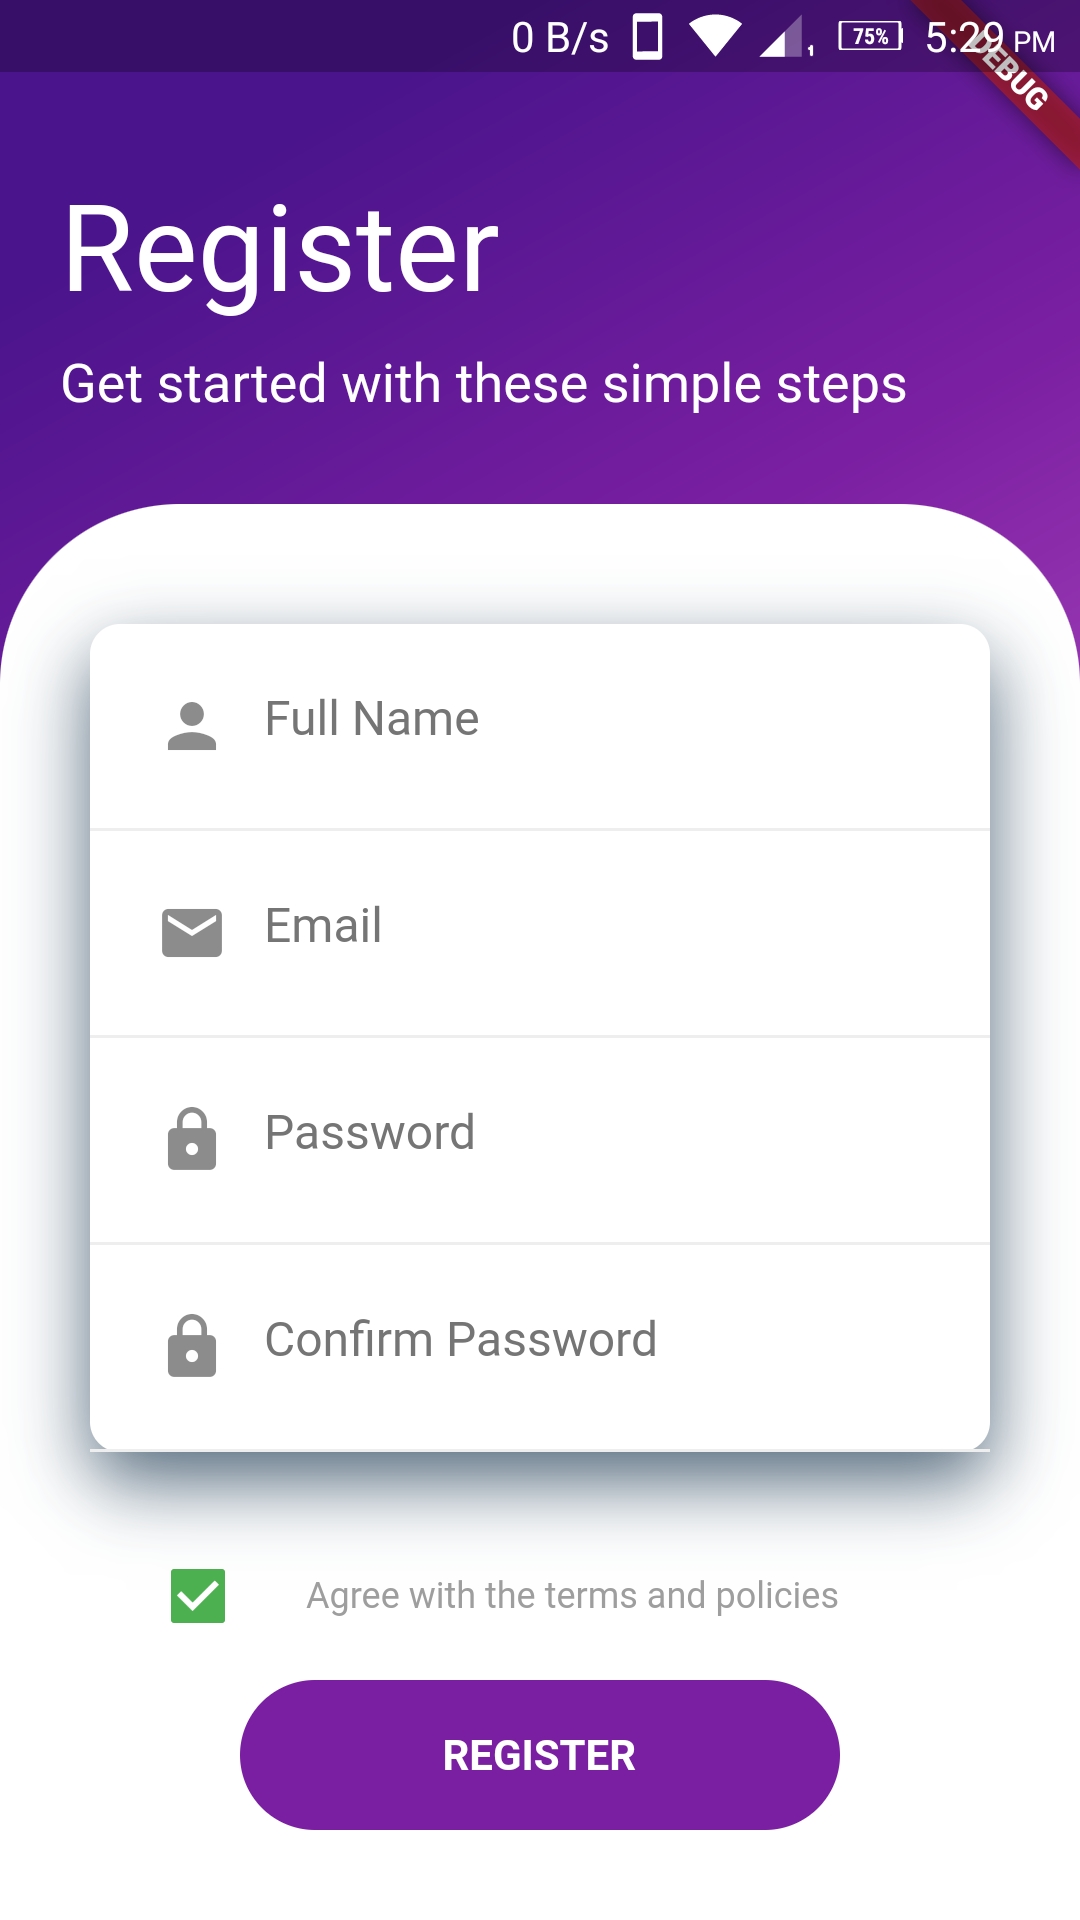 0 B/s 75% 5:29 PM
DEBUG
Register
Get started with these simple steps
Full Name
Email
Password
Confirm Password
Agree with the terms and policies
REGISTER